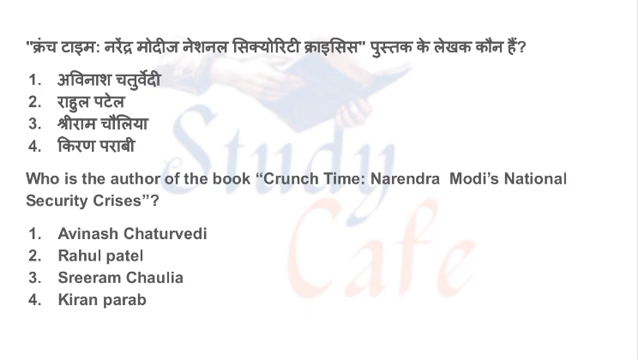 "क्रंच टाइम: नरेंद्र मोदीज नेशनल सिक्योरिटी क्राइसिस" पुस्तक के लेखक कौन हैं?
1. अविनाश चतुर्वेदी
2. राहुल पटेल
3. श्रीराम चौलिया
4. किरण पराबी
Who is the author of the book “Crunch Time: Narendra Modi’s National
Security Crises”?
1. Avinash Chaturvedi
2. Rahul patel
3. Sreeram Chaulia
4. Kiran parab
Study
Cafe